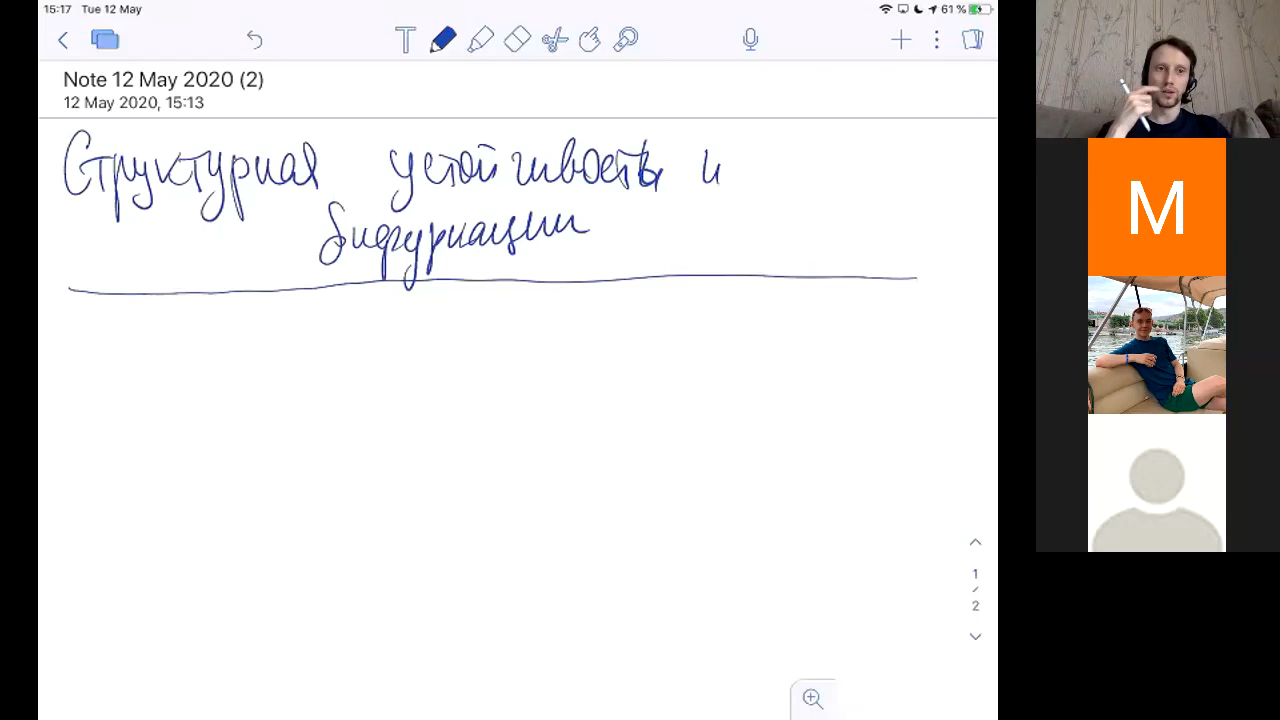 15:17 Tue 12 May 61 %
T
Note 12 May 2020 (2)
12 May 2020, 15:13
Структурная устойчивость и
бифуркации
M
1
2